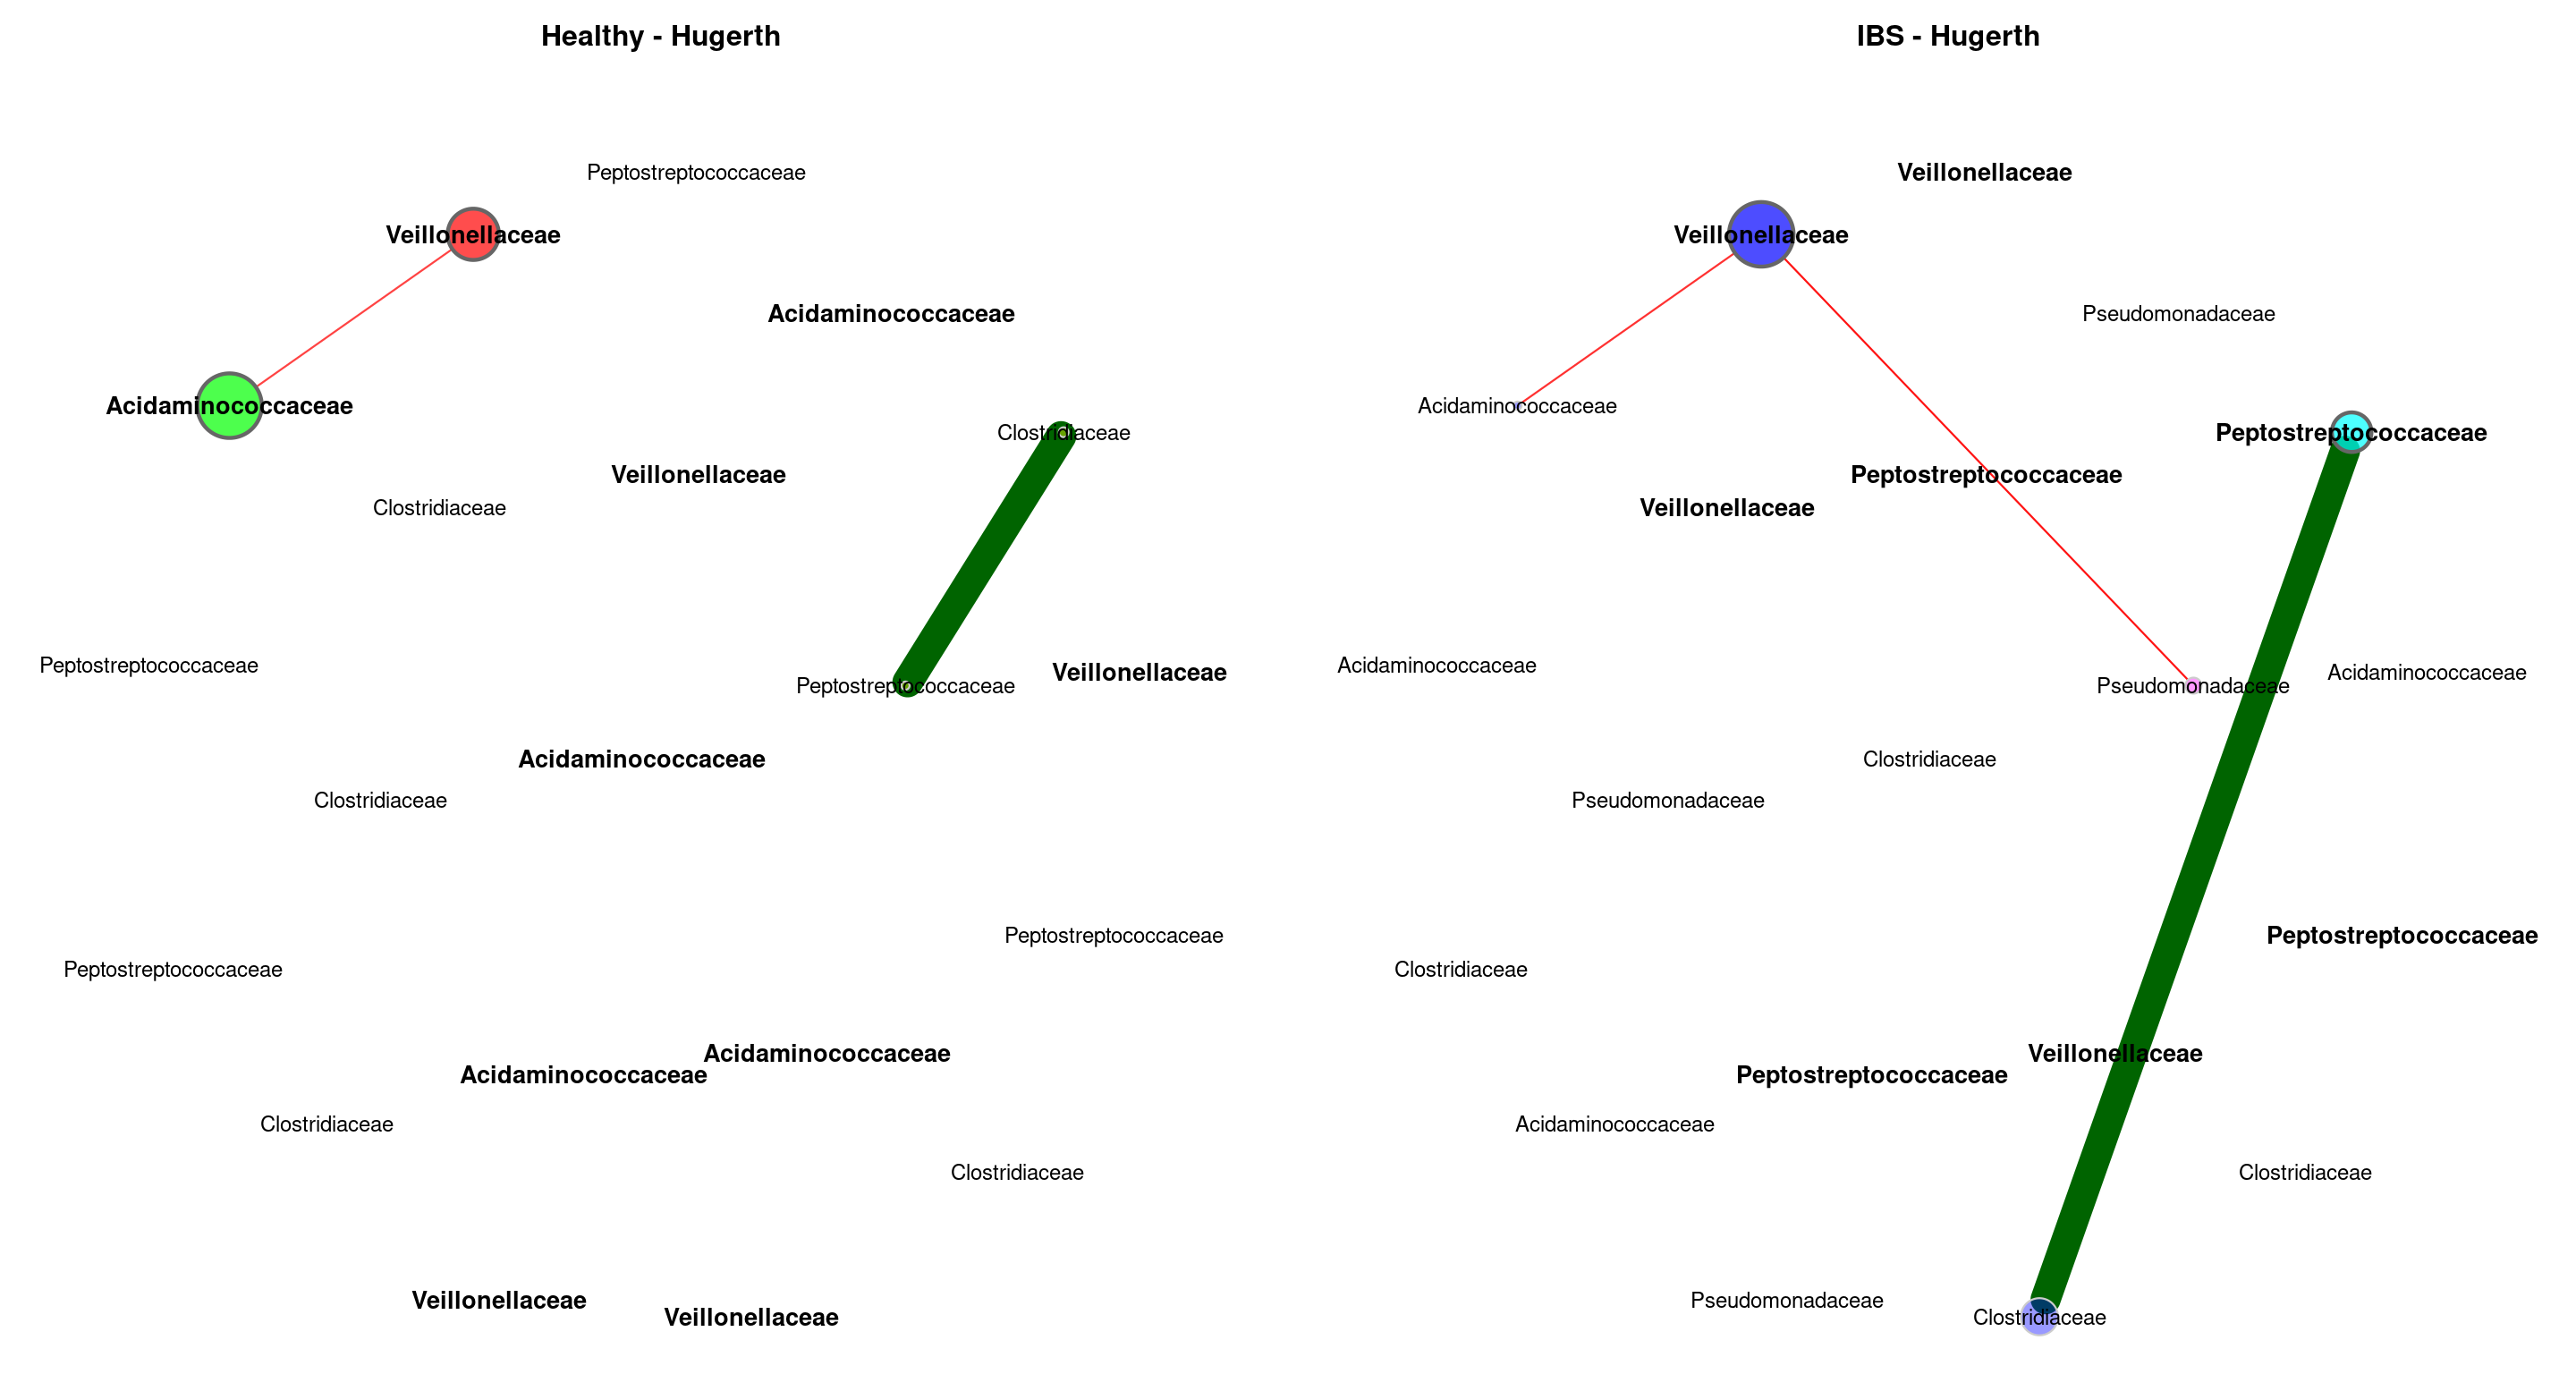 Healthy - Hugerth
Peptostreptococcaceae
Veillonellaceae
Acidaminococcaceae
Acidaminococcaceae
Clostridiaceae
Veillonellaceae
Clostridiaceae
Peptostreptococcaceae
Veillonellaceae
Peptostreptococcaceae
Acidaminococcaceae
Clostridiaceae
Peptostreptococcaceae
Peptostreptococcaceae
Acidaminococcaceae
Acidaminococcaceae
Clostridiaceae
Clostridiaceae
Veillonellaceae
Veillonellaceae
IBS - Hugerth
Veillonellaceae
Veillonellaceae
Pseudomonadaceae
Acidaminococcaceae
Peptostreptococcaceae
Peptostreptococcaceae
Veillonellaceae
Acidaminococcaceae
Acidaminococcaceae
Pseudomonadaceae
Clostridiaceae
Pseudomonadaceae
Peptostreptococcaceae
Clostridiaceae
Veillonellaceae
Peptostreptococcaceae
Acidaminococcaceae
Clostridiaceae
Pseudomonadaceae
Clostridiaceae